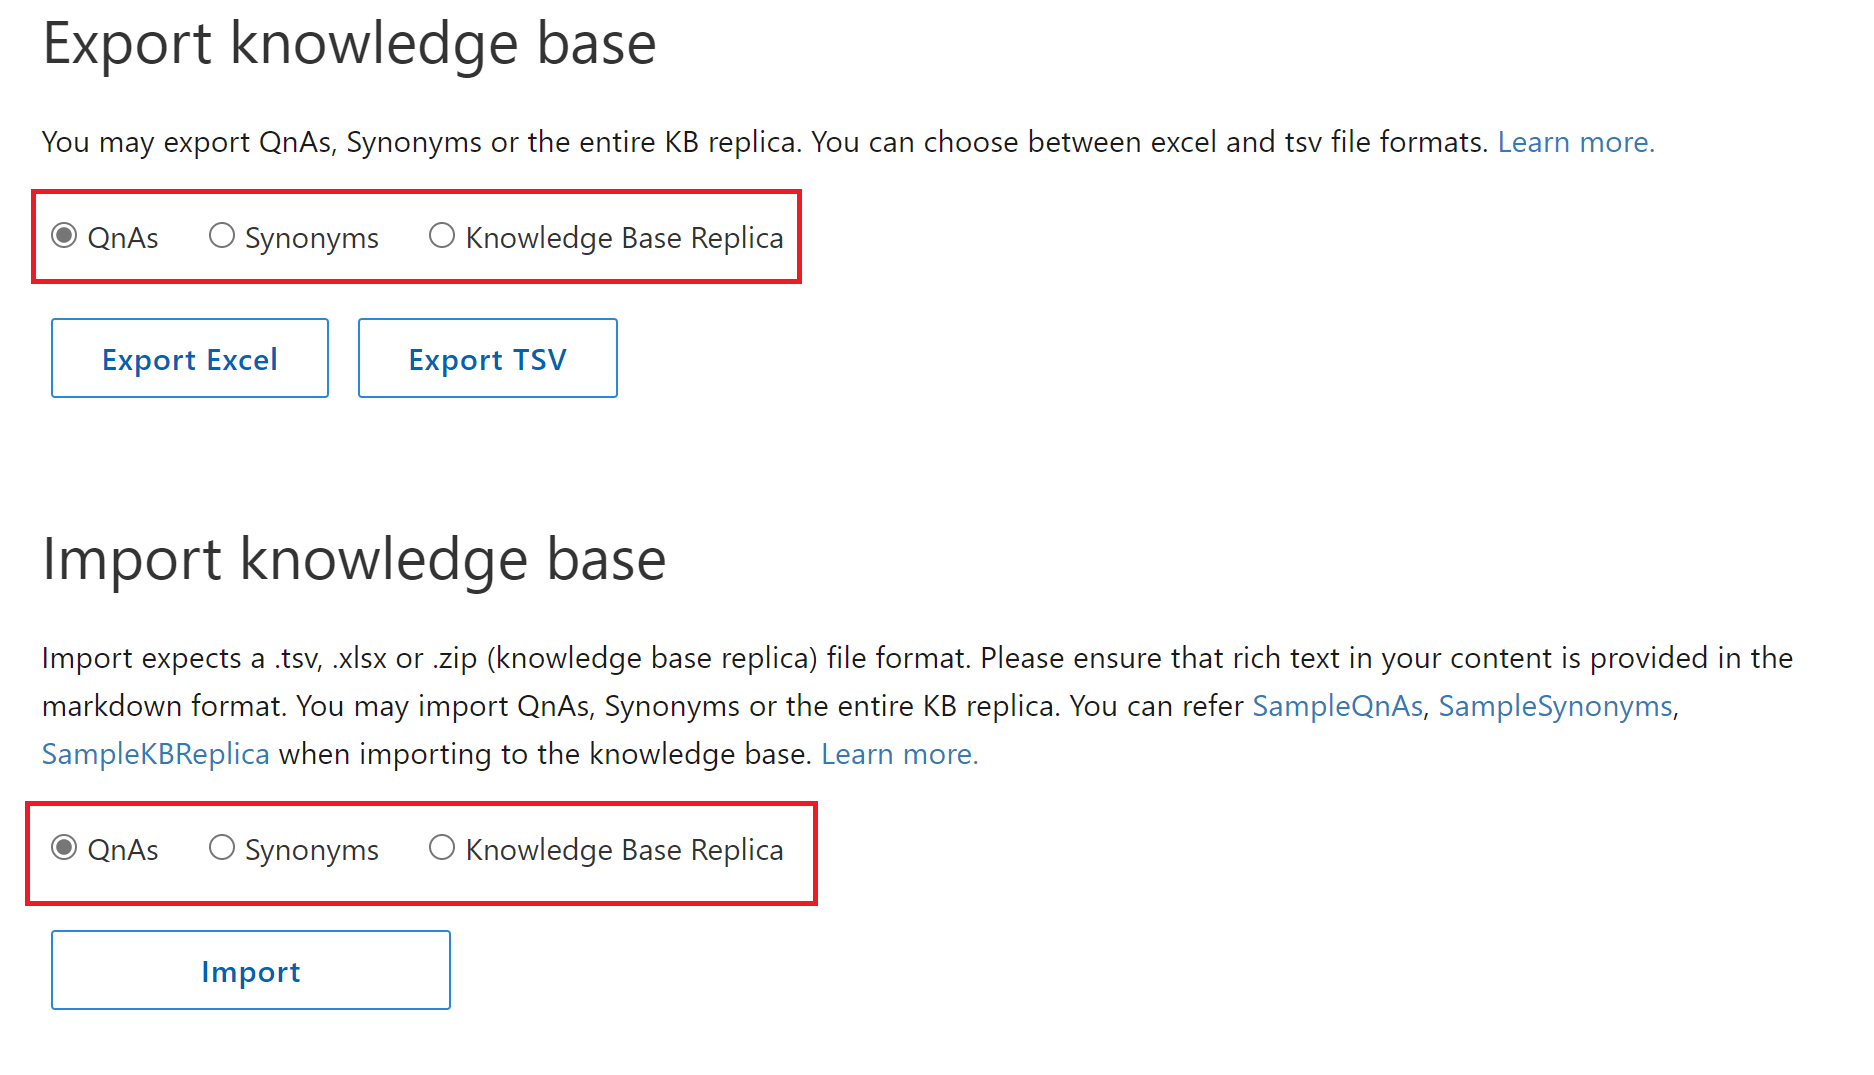 Export knowledge base
You may export QnAs, Synonyms or the entire KB replica. You can choose between excel and tsv file formats. Learn more.
QnAs Synonyms Knowledge Base Replica
Export Excel Export TSV
Import knowledge base
Import expects a .tsv, .xlsx or .zip (knowledge base replica) file format. Please ensure that rich text in your content is provided in the
markdown format. You may import QnAs, Synonyms or the entire KB replica. You can refer SampleQnAs, SampleSynonyms,
SampleKBReplica when importing to the knowledge base. Learn more.
QnAs Synonyms Knowledge Base Replica
Import